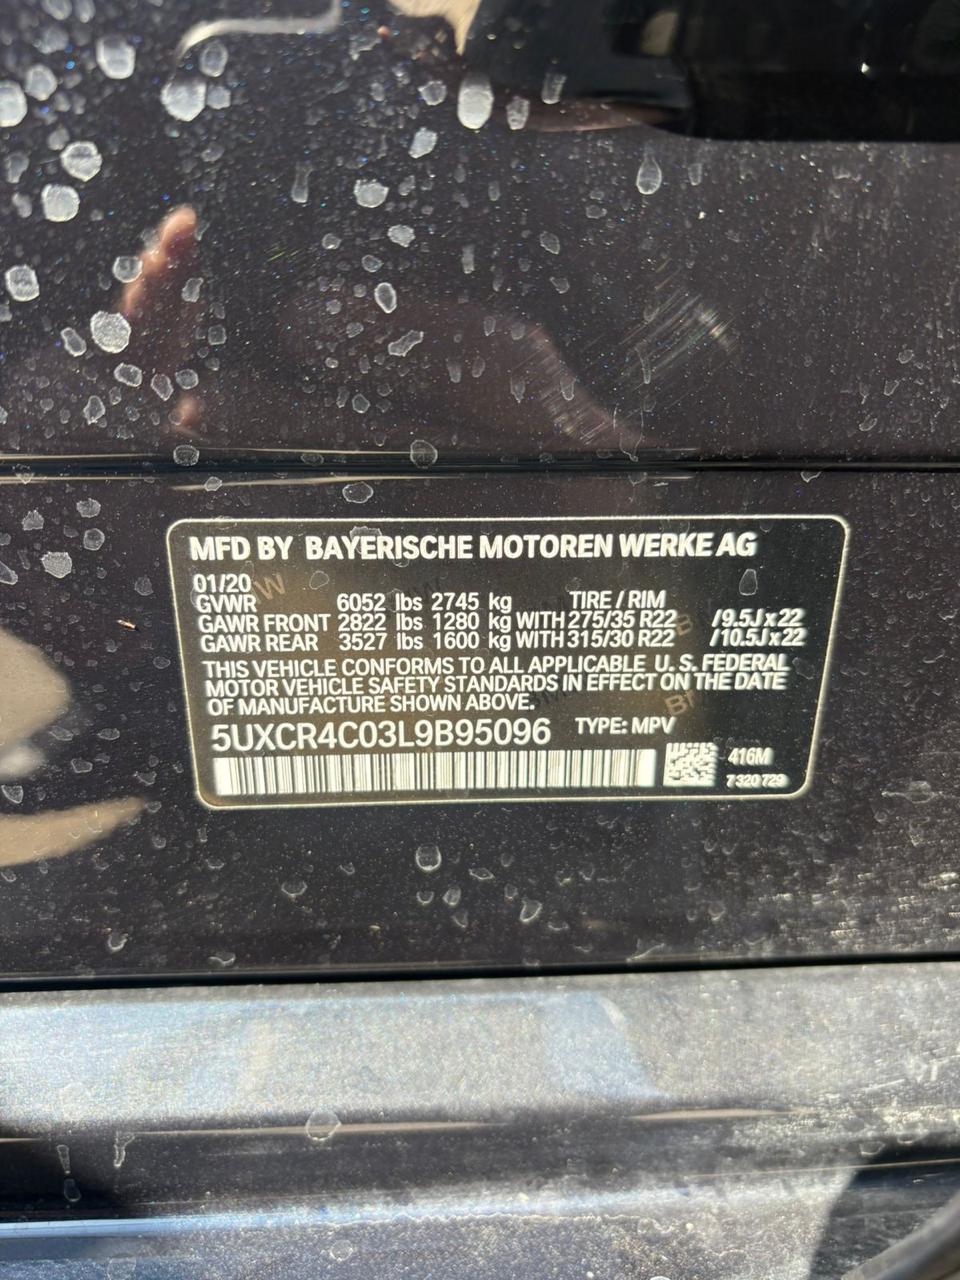 MFD BY BAYERISCHE MOTOREN WERKE AG
01/20
GVWR 6052 lbs 2745 kg TIRE / RIM
GAWR FRONT 2822 lbs 1280 kg WITH 275/35 R22 /9.5J x 22
GAWR REAR 3527 lbs 1600 kg WITH 315/30 R22 /10.5J x 22
THIS VEHICLE CONFORMS TO ALL APPLICABLE U.S. FEDERAL
MOTOR VEHICLE SAFETY STANDARDS IN EFFECT ON THE DATE
OF MANUFACTURE SHOWN ABOVE.
5UXCR4C03L9B95096 TYPE: MPV
416M
7 320 729